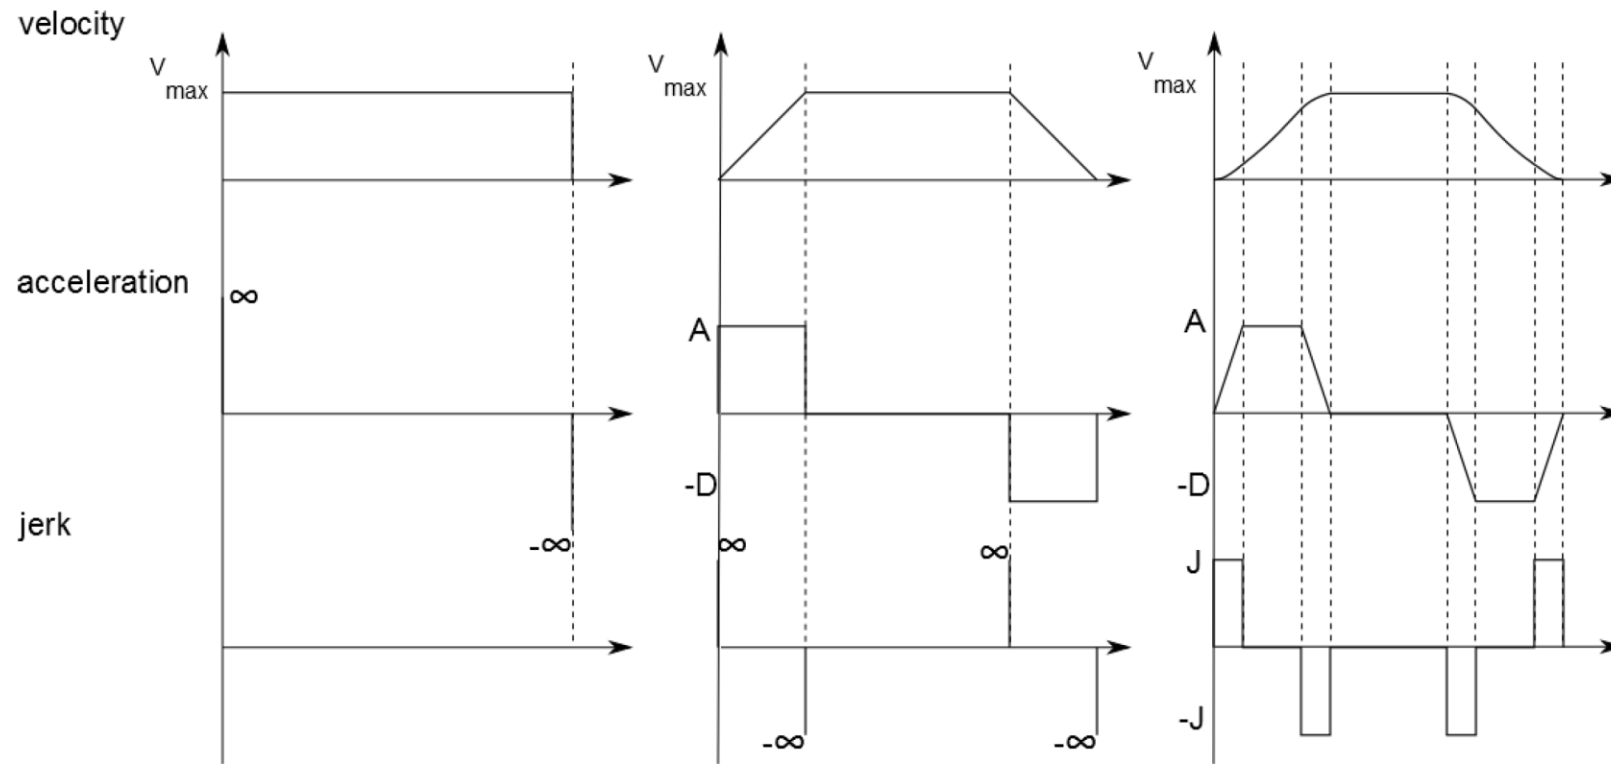 velocity
V
max
V
max
V
max
acceleration
∞
A
A
-D
-D
jerk
-∞
∞
∞
J
-∞
-∞
-J